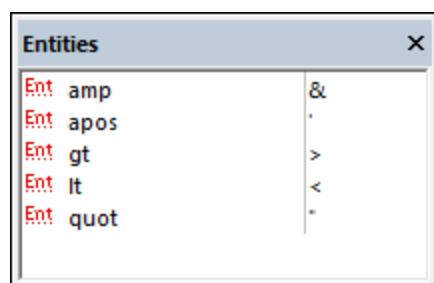 Entities ×
Ent amp &
Ent apos '
Ent gt >
Ent lt <
Ent quot "